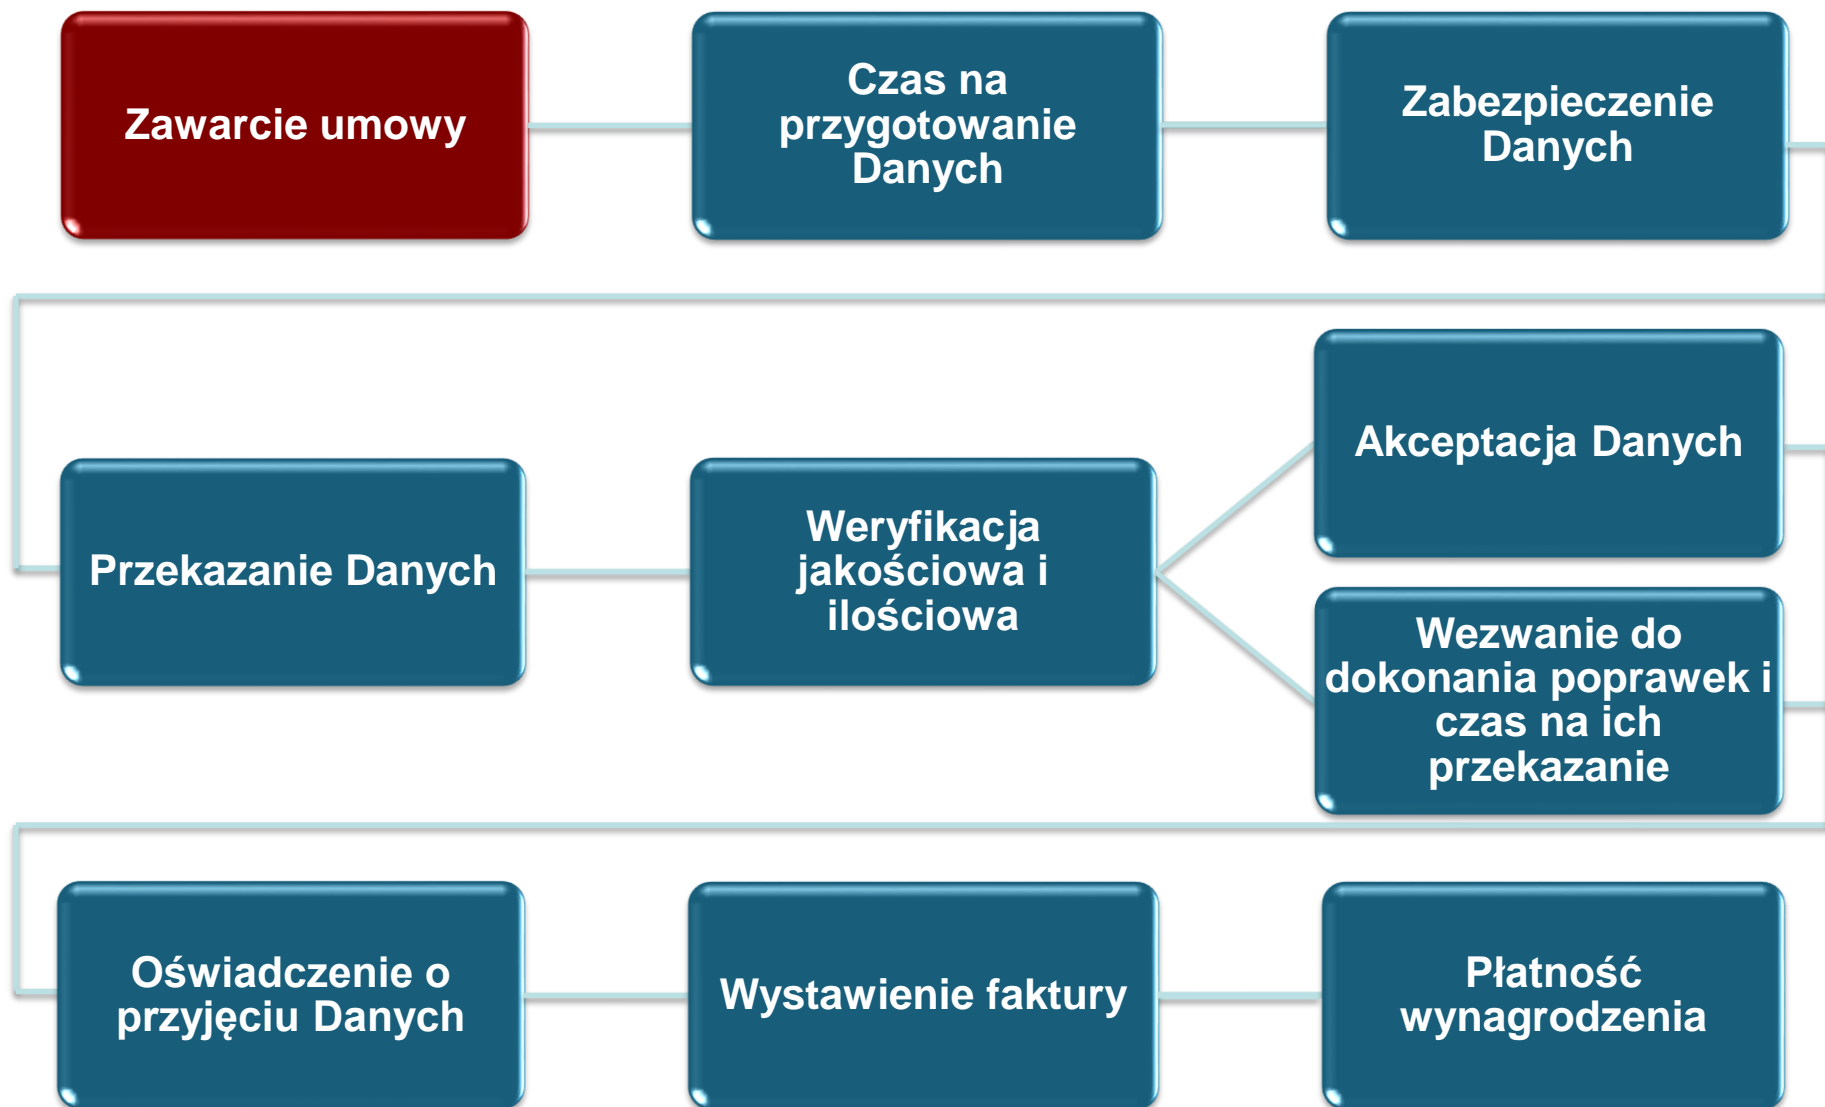 Zawarcie umowy
Czas na
przygotowanie
Danych
Zabezpieczenie
Danych
Przekazanie Danych
Weryfikacja
jakościowa i
ilościowa
Akceptacja Danych
Wezwanie do
dokonania poprawek i
czas na ich
przekazanie
Oświadczenie o
przyjęciu Danych
Wystawienie faktury
Płatność
wynagrodzenia